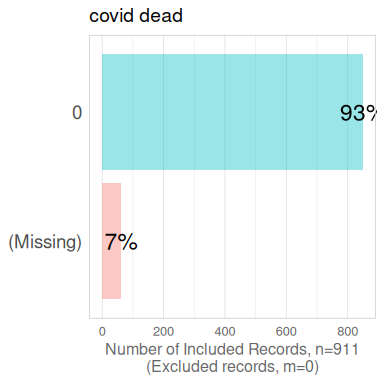 covid dead
0
93%
(Missing)
7%
0 200 400 600 800
Number of Included Records, n=911
(Excluded records, m=0)